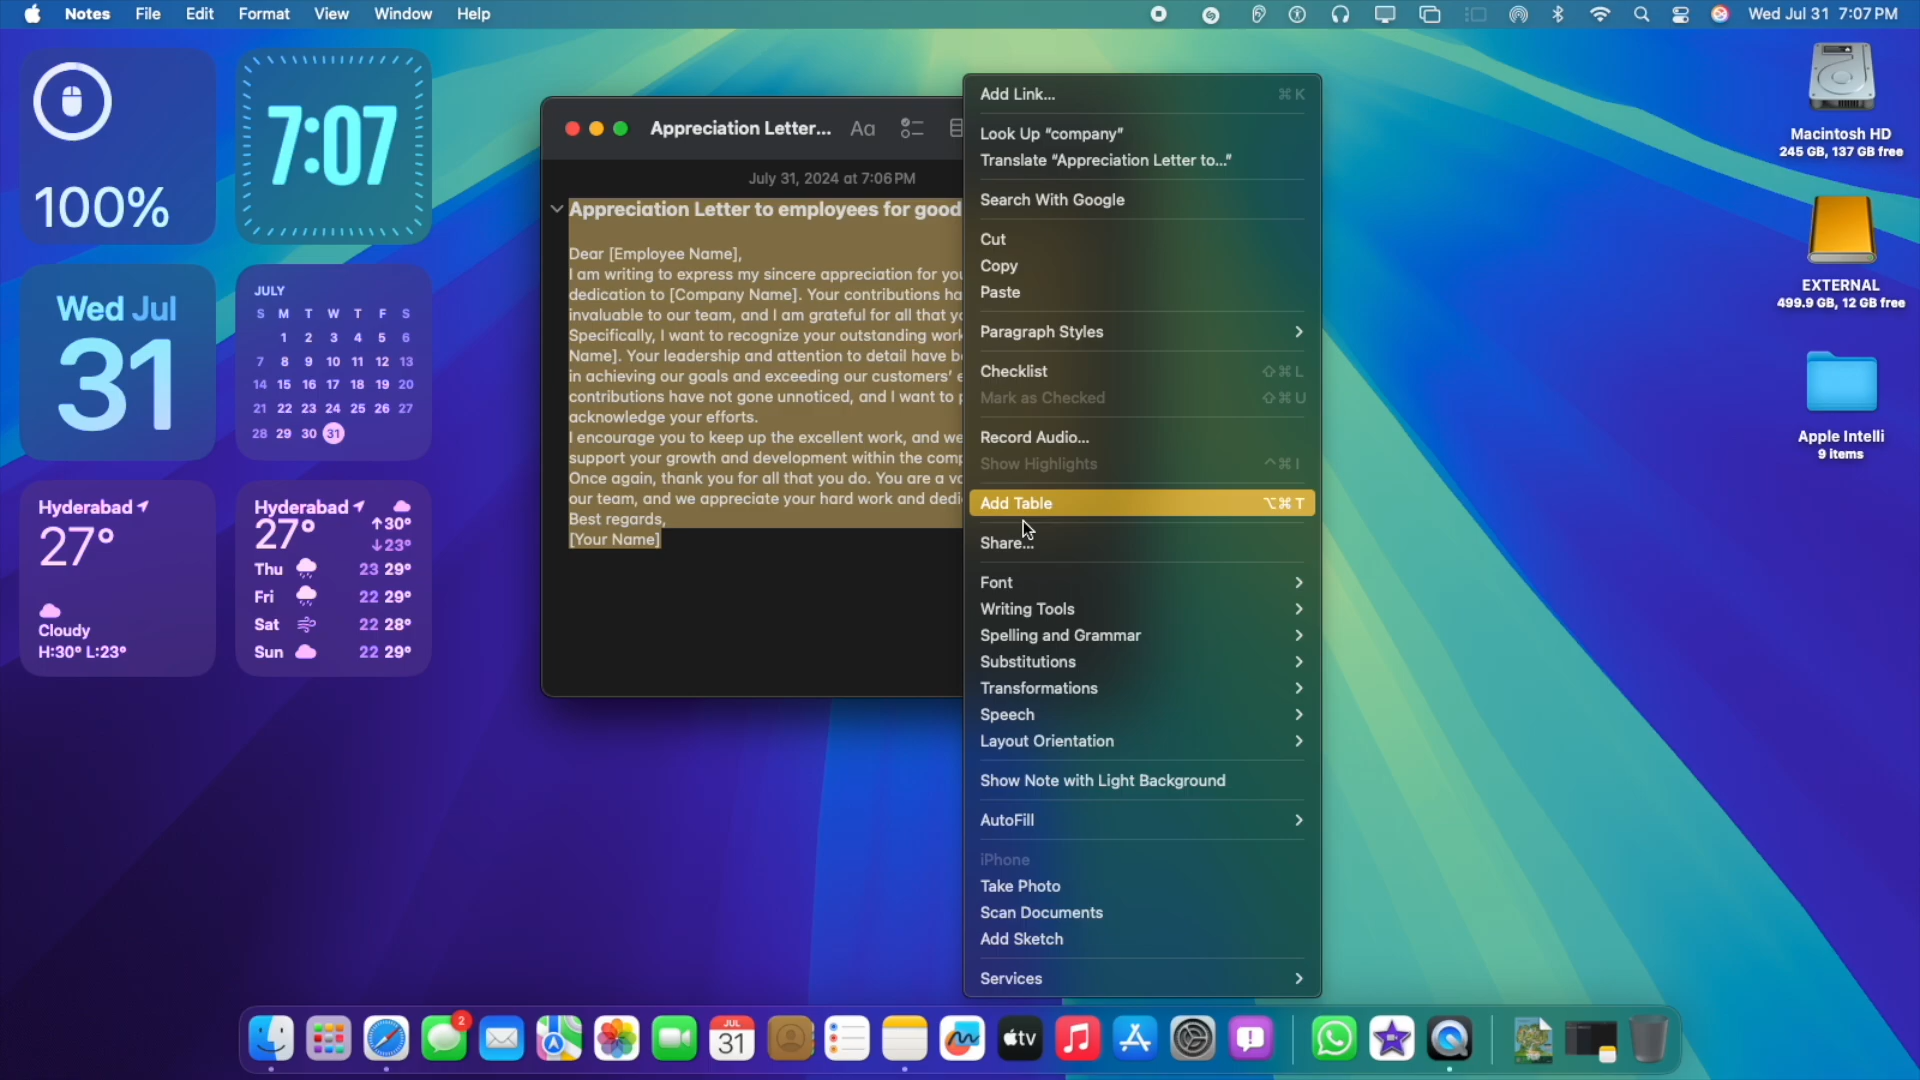 Notes File Edit Format View Window Help
Wed Jul 31 7:07 PM
100%
7:07
Wed Jul
31
JULY
S M T W T F S
1 2 3 4 5 6
7 8 9 10 11 12 13
14 15 16 17 18 19 20
21 22 23 24 25 26 27
28 29 30 31
Hyderabad
27°
Cloudy
H:30° L:23°
Hyderabad
27° ↑30°
↓23°
Thu 23 29°
Fri 22 29°
Sat 22 28°
Sun 22 29°
Appreciation Letter... Aa
July 31, 2024 at 7:06 PM
Appreciation Letter to employees for good
Dear [Employee Name],
I am writing to express my sincere appreciation for
dedication to [Company Name]. Your contributions
invaluable to our team, and I am grateful for all that
Specifically, I want to recognize your outstanding
Name]. Your leadership and attention to detail have
in achieving our goals and exceeding our customers'
contributions have not gone unnoticed, and I want to
acknowledge your efforts.
I encourage you to keep up the excellent work, and
support your growth and development within the
Once again, thank you for all that you do. You are a
our team, and we appreciate your hard work and
Best regards,
[Your Name]
Add Link... ⌘ K
Look Up “company”
Translate “Appreciation Letter to...”
Search With Google
Cut
Copy
Paste
Paragraph Styles
Checklist ⇧⌘ L
Mark as Checked ⇧⌘ U
Record Audio...
Show Highlights ^⌘ I
Add Table ⌥⌘ T
Share...
Font
Writing Tools
Spelling and Grammar
Substitutions
Transformations
Speech
Layout Orientation
Show Note with Light Background
AutoFill
iPhone
Take Photo
Scan Documents
Add Sketch
Services
Macintosh HD
245 GB, 137 GB free
EXTERNAL
499.9 GB, 12 GB free
Apple Intelli
9 items
2
JUL
31
tv